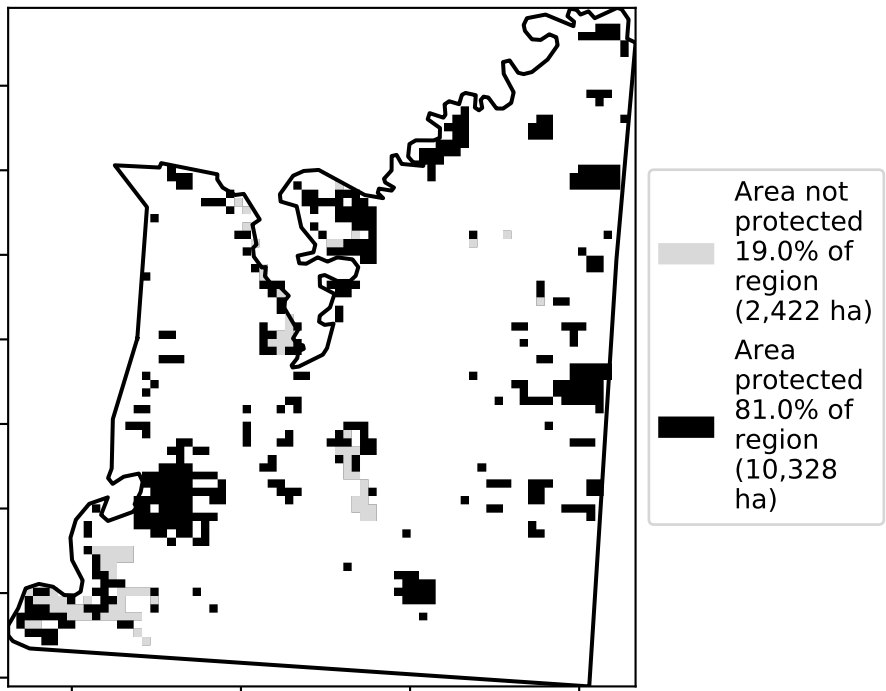 Area not
protected
19.0% of
region
(2,422 ha)
Area
protected
81.0% of
region
(10,328
ha)